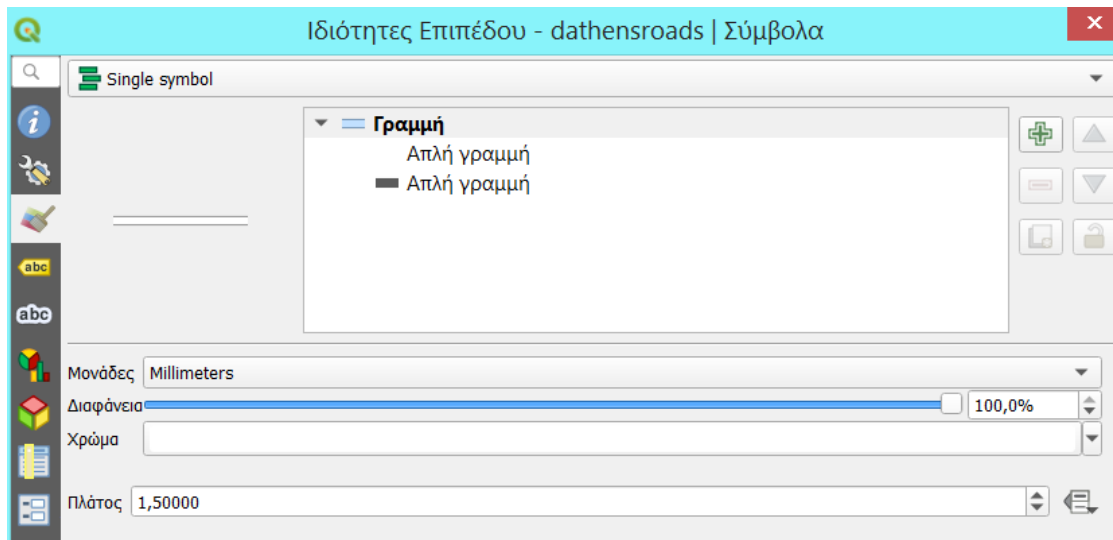 Ιδιότητες Επιπέδου - dathensroads | Σύμβολα
Single symbol
Γραμμή
Απλή γραμμή
Απλή γραμμή
abc
abc
Μονάδες Millimeters
Διαφάνεια 100,0%
Χρώμα
Πλάτος 1,50000